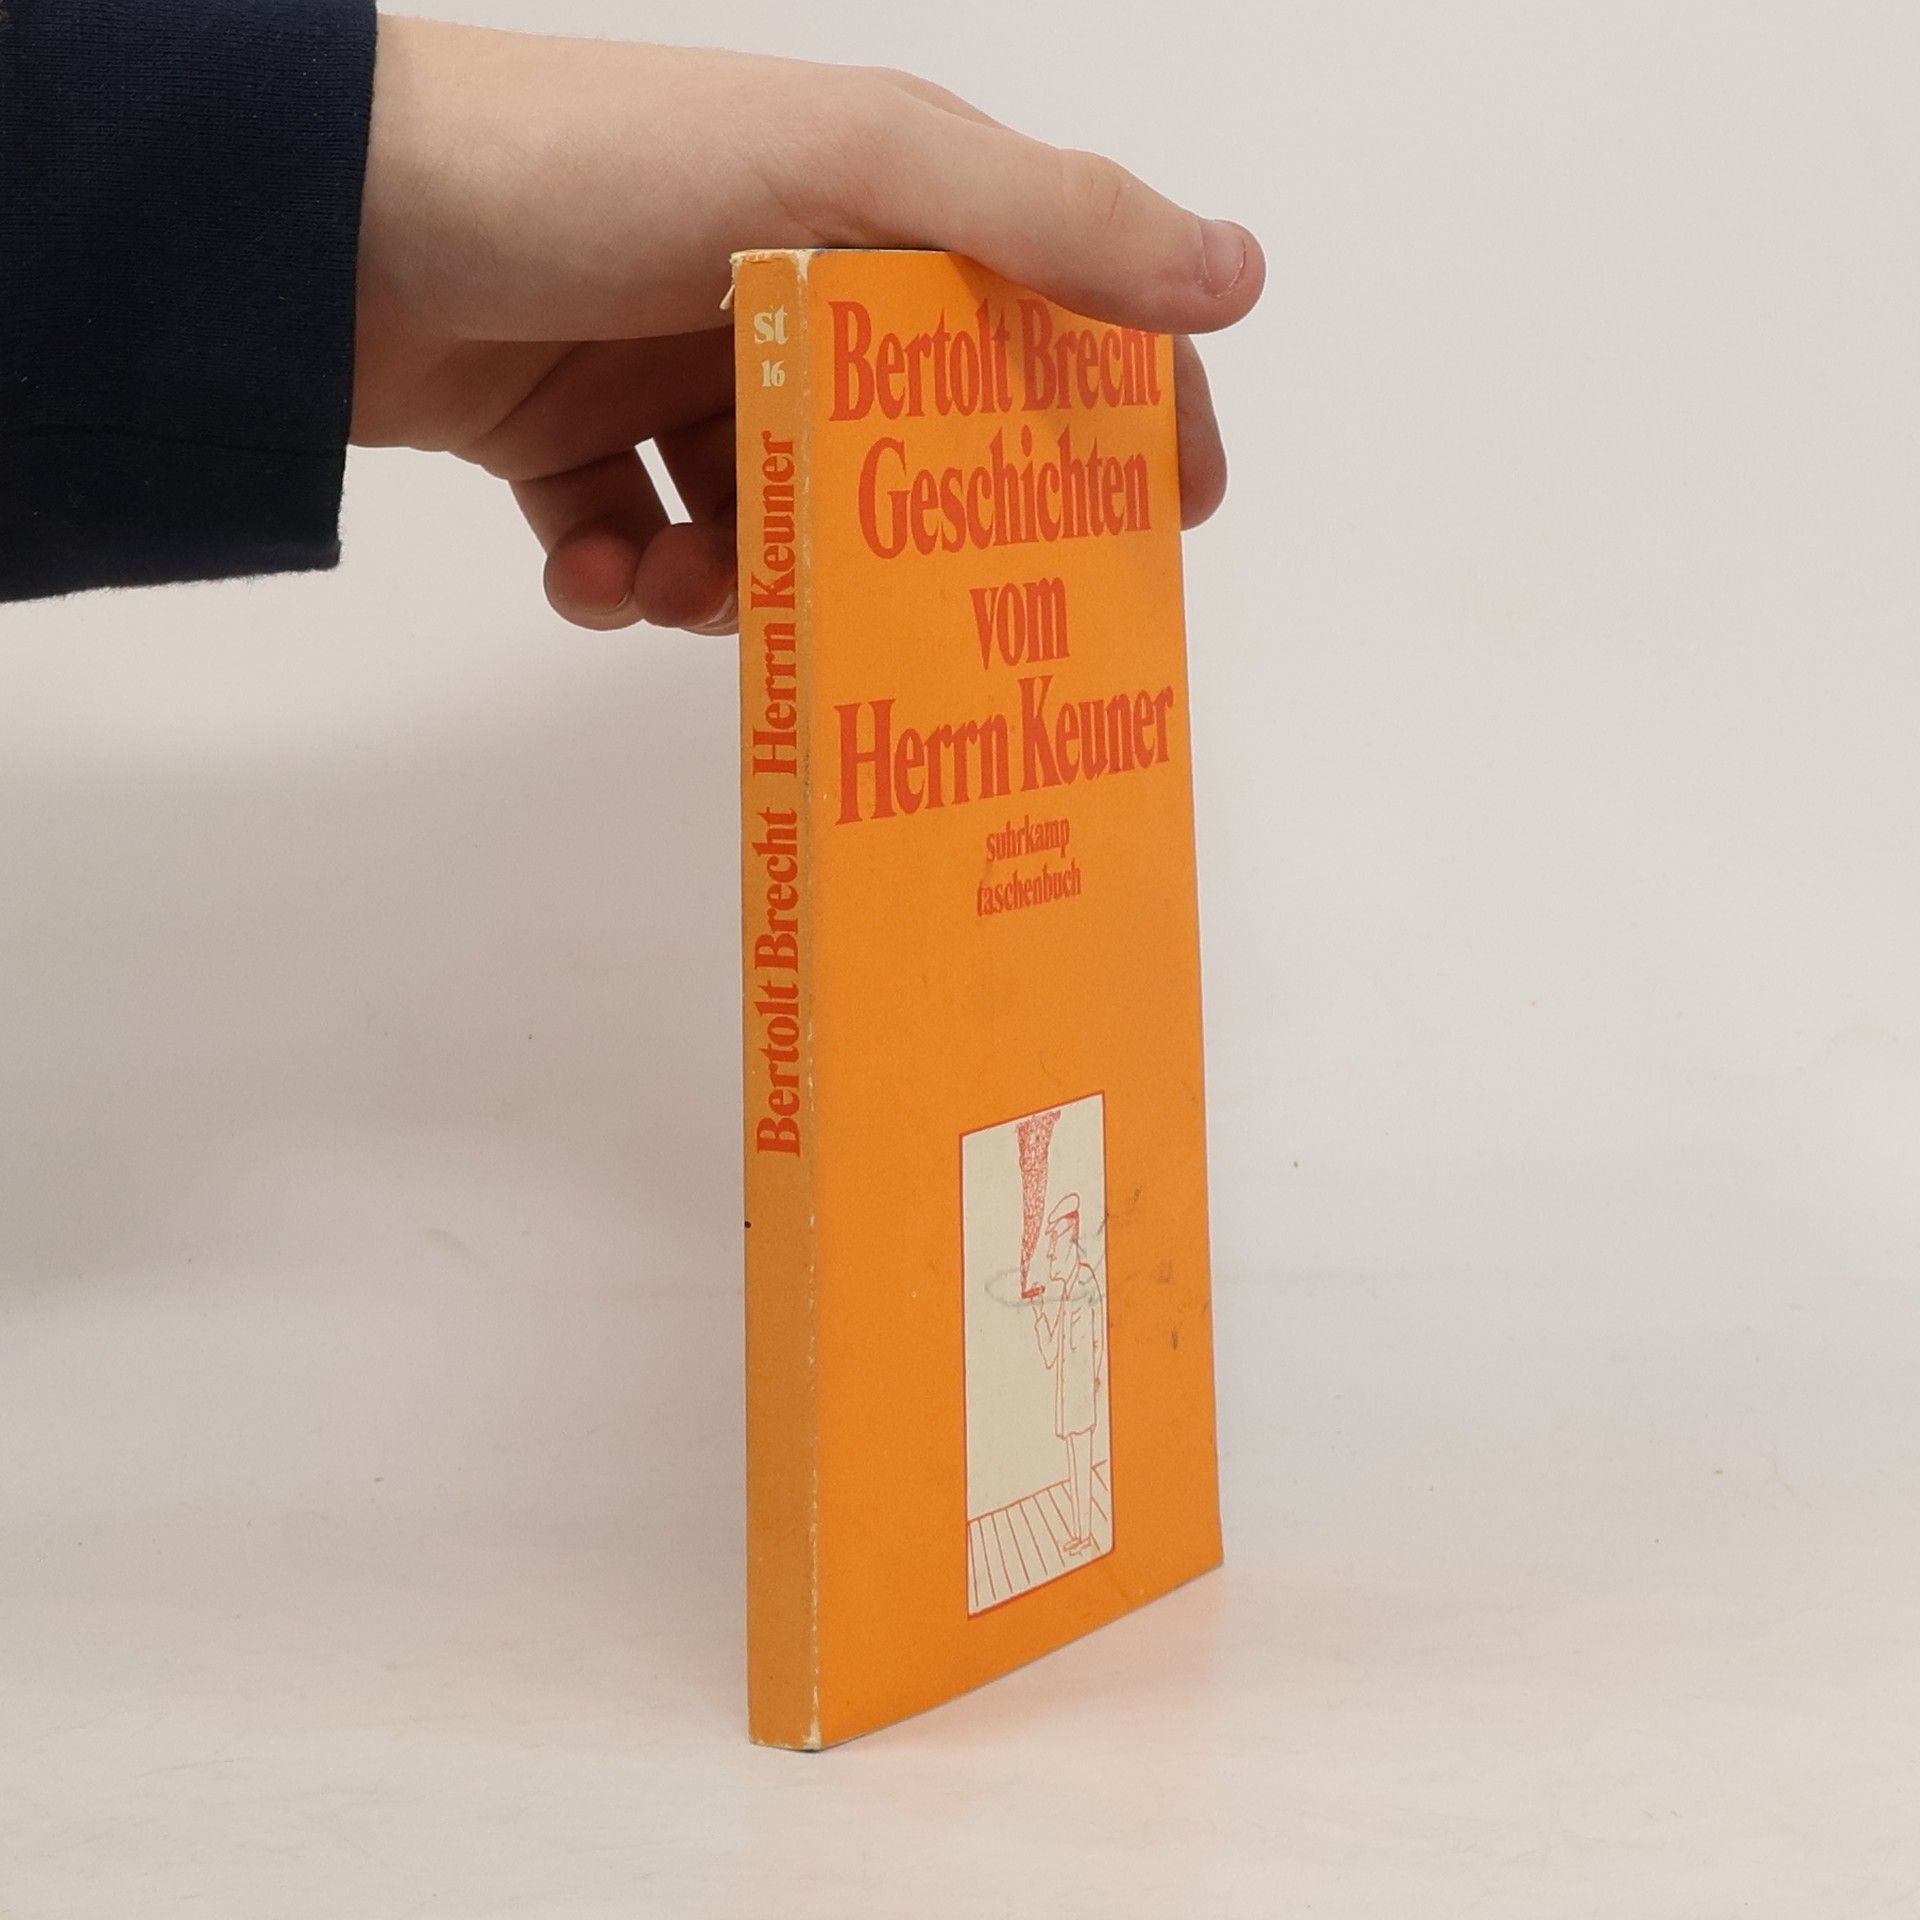 st
16
Bertolt Brecht Herrn Keuner
Bertolt Brecht
Geschichten
vom
Herrn Keuner
suhrkamp
taschenbuch